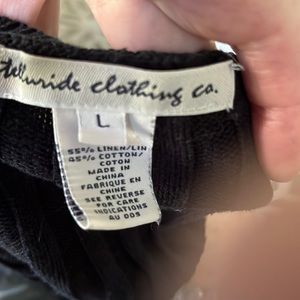 Telluride clothing co.
L
55% LINEN/LIN
45% COTTON/
COTON
MADE IN
CHINA
FABRIQUE EN
CHINE
SEE REVERSE
FOR CARE
INDICATIONS
AU DOS